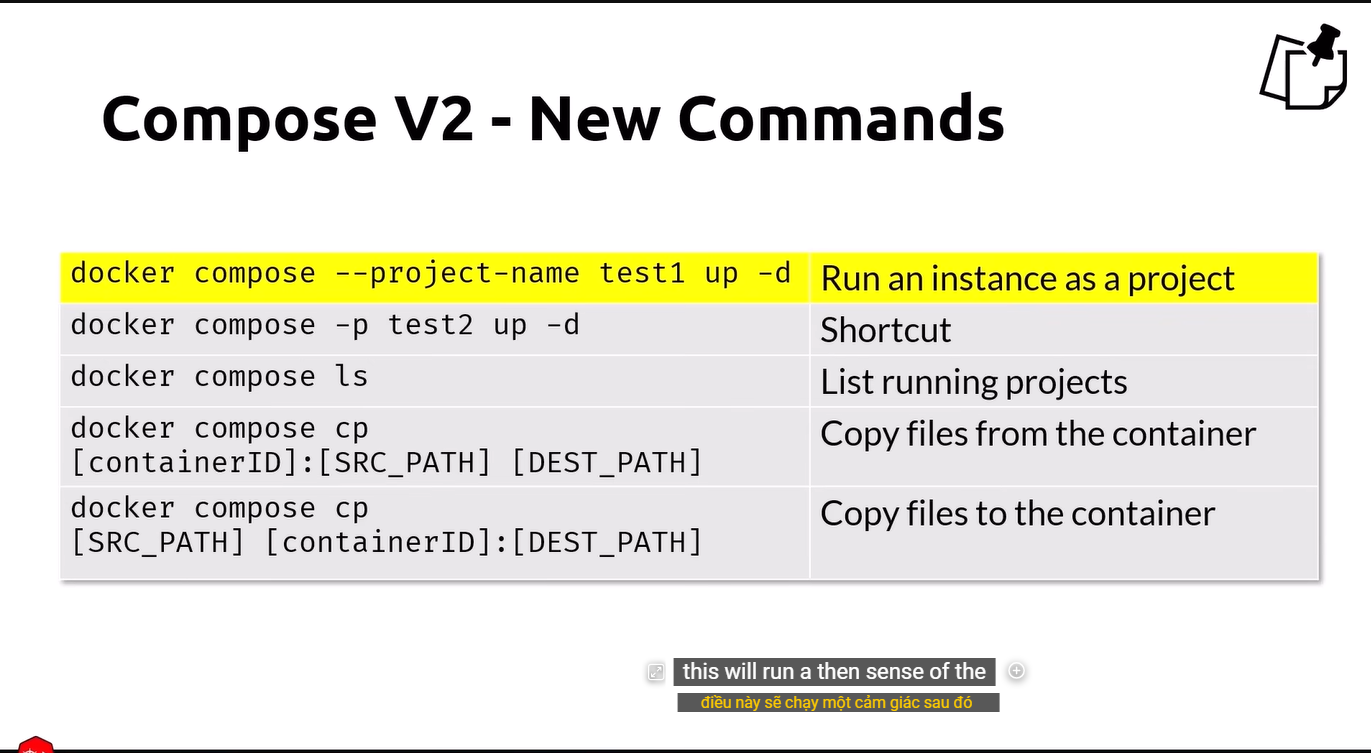 Compose V2 - New Commands
docker compose --project-name test1 up -d
Run an instance as a project
docker compose -p test2 up -d
Shortcut
docker compose ls
List running projects
docker compose cp
[containerID]:[SRC_PATH] [DEST_PATH]
Copy files from the container
docker compose cp
[SRC_PATH] [containerID]:[DEST_PATH]
Copy files to the container
this will run a then sense of the
điều này sẽ chạy một cảm giác sau đó